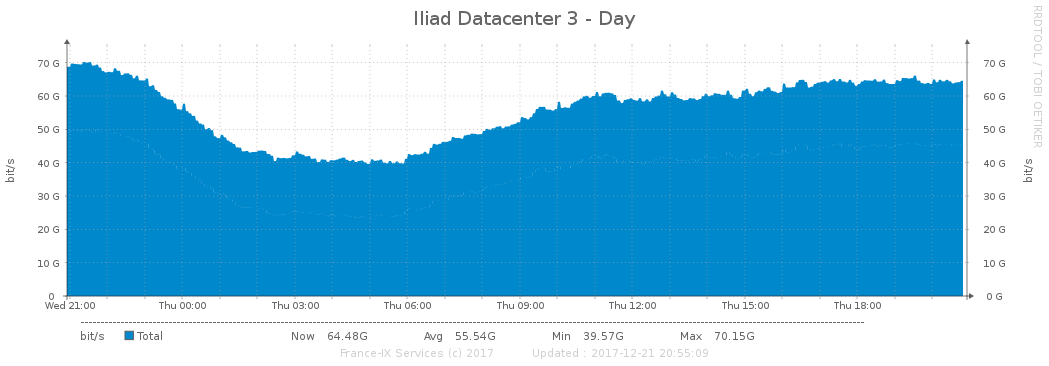 Iliad Datacenter 3 - Day
RRDTOOL / TOBI OETIKER
bit/s
bit/s
70 G 70 G
60 G 60 G
50 G 50 G
40 G 40 G
30 G 30 G
20 G 20 G
10 G 10 G
0 0 G
Wed 21:00 Thu 00:00 Thu 03:00 Thu 06:00 Thu 09:00 Thu 12:00 Thu 15:00 Thu 18:00
bit/s Total Now 64.48G Avg 55.54G Min 39.57G Max 70.15G
France-IX Services (c) 2017 Updated : 2017-12-21 20:55:09